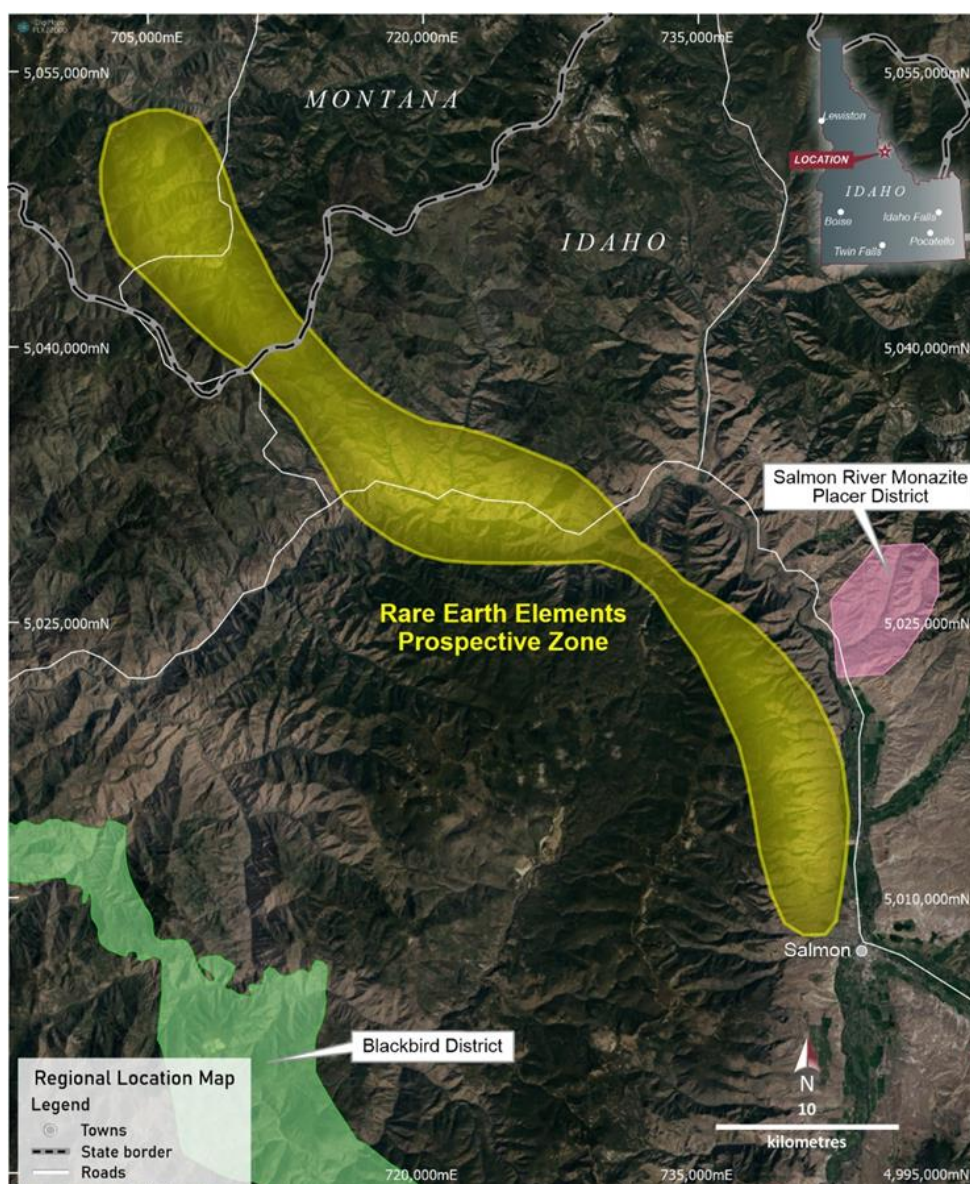 705,000mE
720,000mE
735,000mE
5,055,000mN
5,055,000mN
MONTANA
Lewiston
LOCATION
IDAHO
Boise
Idaho Falls
Pocatello
Twin Falls
IDAHO
5,040,000mN
5,040,000mN
Salmon River Monazite
Placer District
Rare Earth Elements
Prospective Zone
5,025,000mN
5,025,000mN
5,010,000mN
Salmon
Blackbird District
N
10
kilometres
Regional Location Map
Legend
Towns
State border
Roads
720,000mE
735,000mE
4,995,000mN